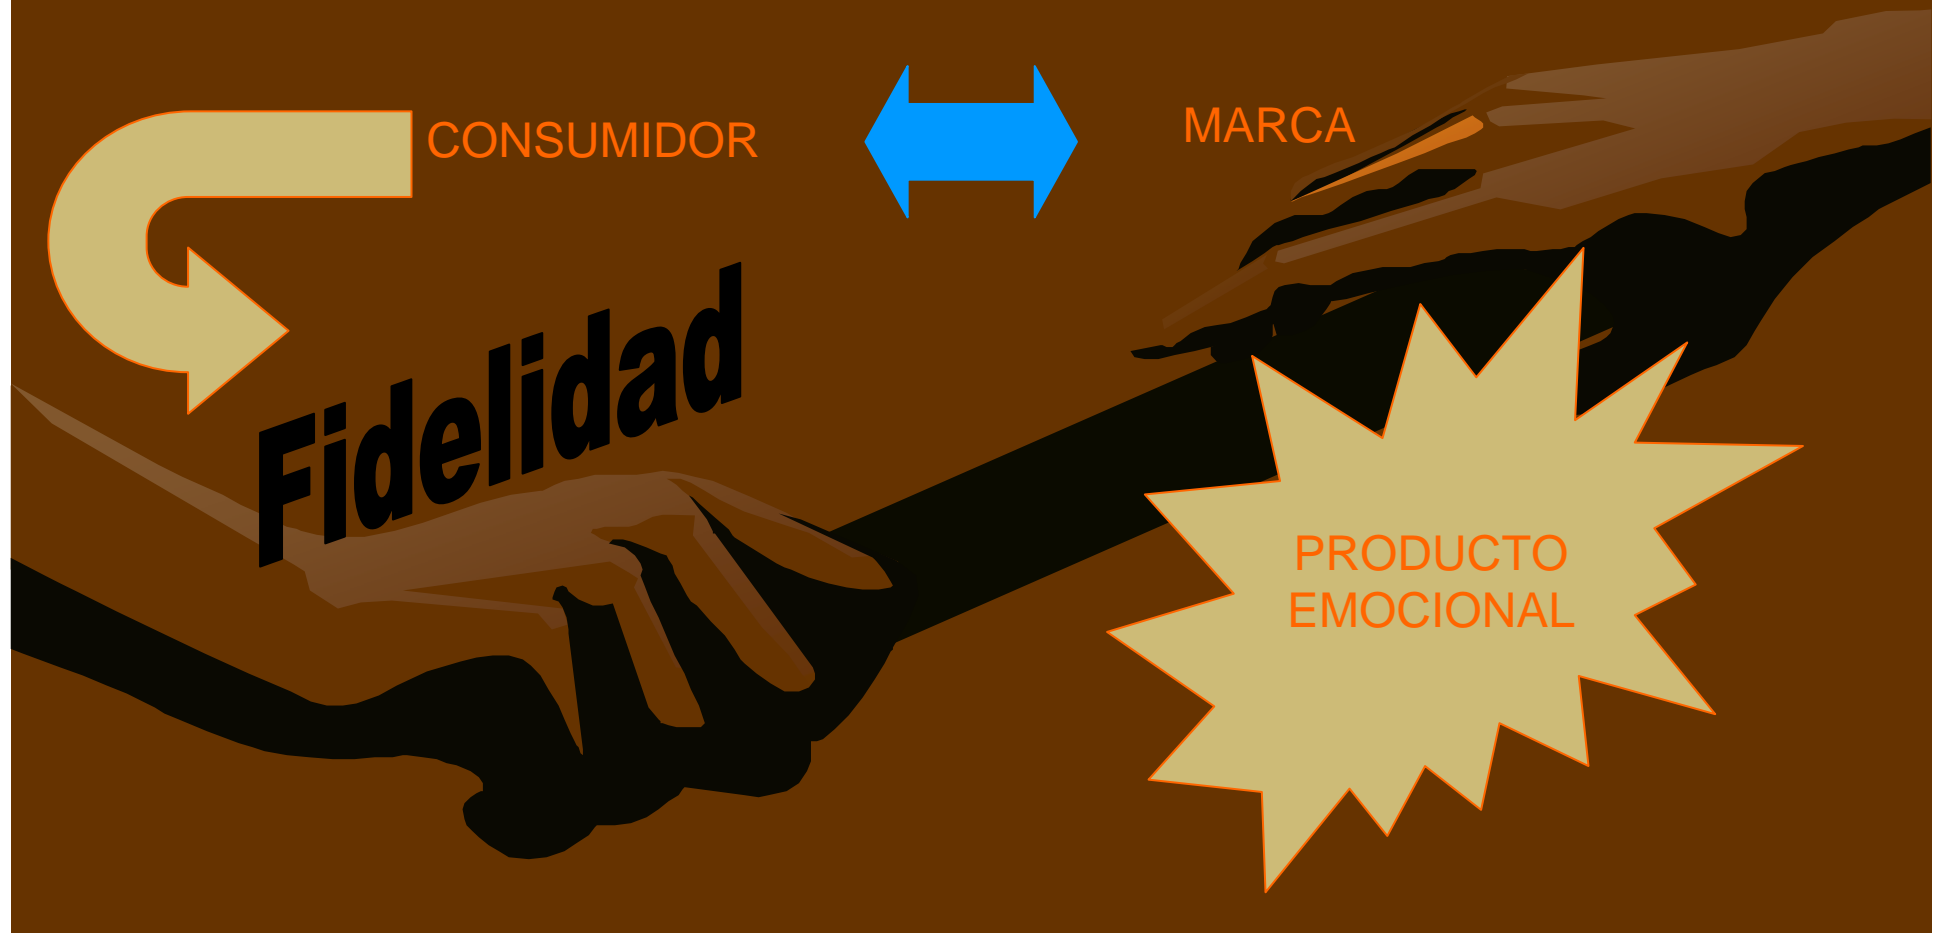 CONSUMIDOR
MARCA
Fidelidad
PRODUCTO
EMOCIONAL